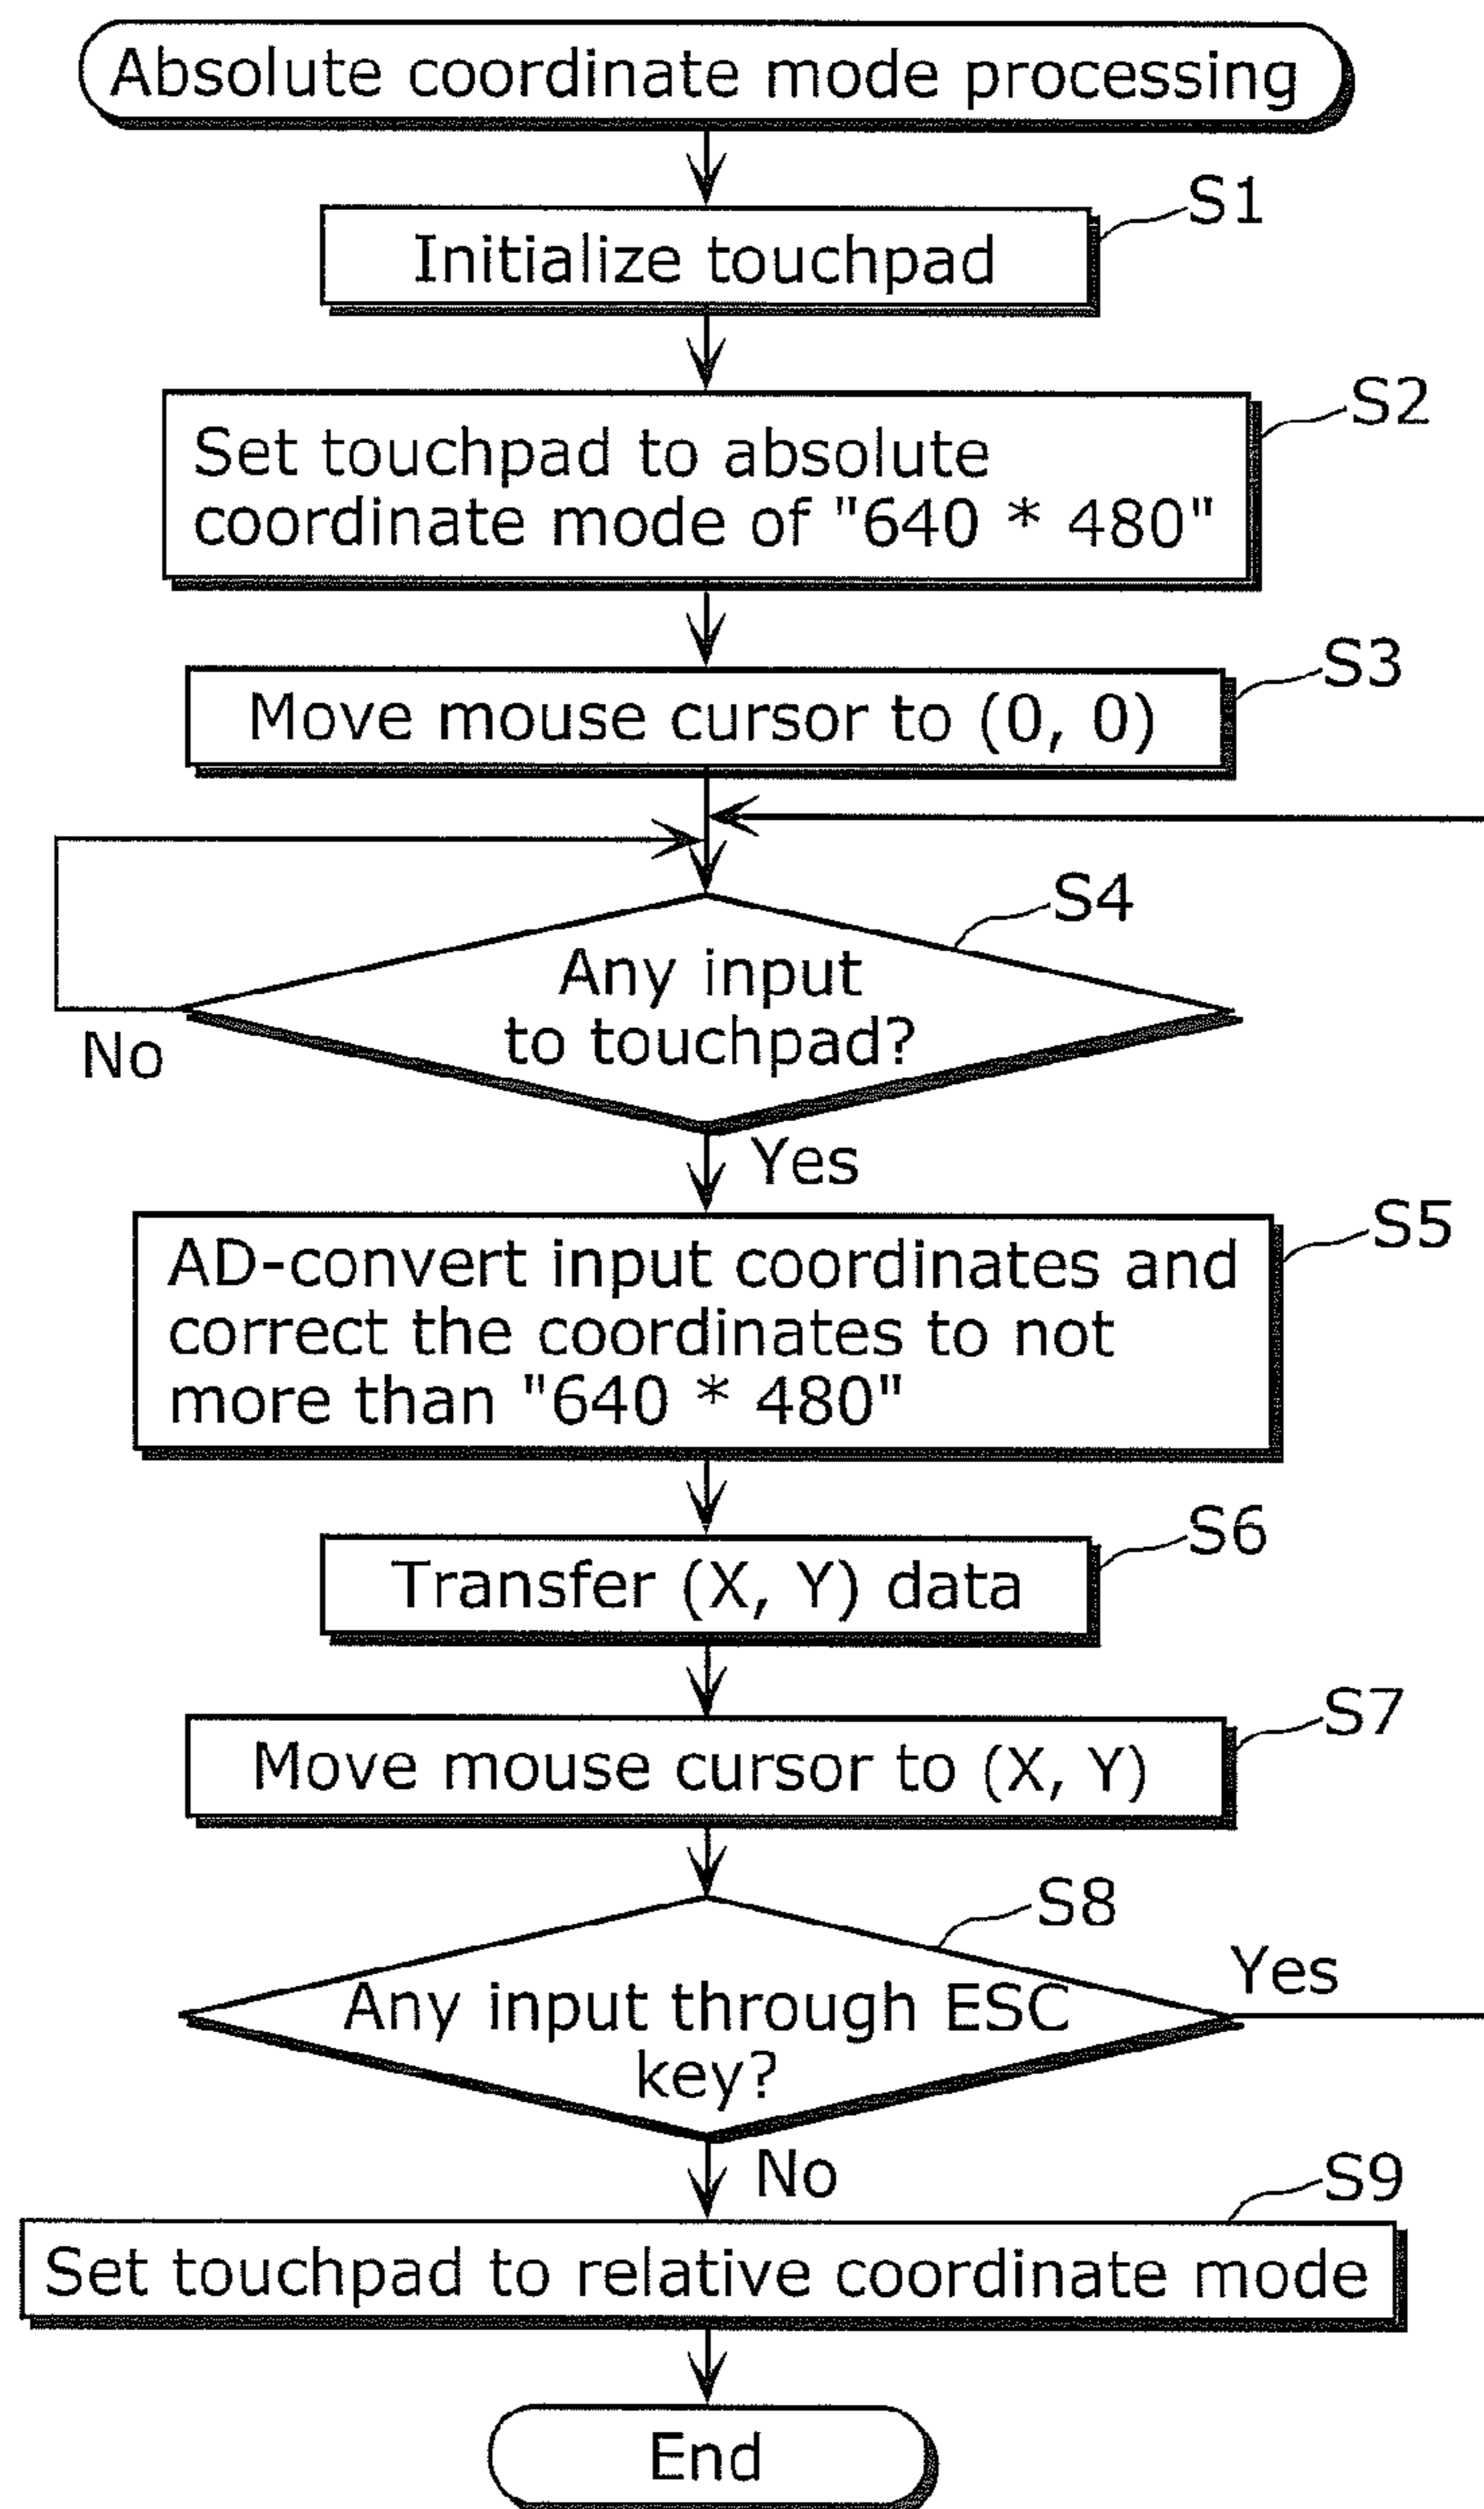 Absolute coordinate mode processing
S1
Initialize touchpad
S2
Set touchpad to absolute
coordinate mode of "640 * 480"
S3
Move mouse cursor to (0, 0)
S4
Any input
to touchpad?
No
Yes
S5
AD-convert input coordinates and
correct the coordinates to not
more than "640 * 480"
S6
Transfer (X, Y) data
S7
Move mouse cursor to (X, Y)
S8
Yes
Any input through ESC
key?
No
S9
Set touchpad to relative coordinate mode
End